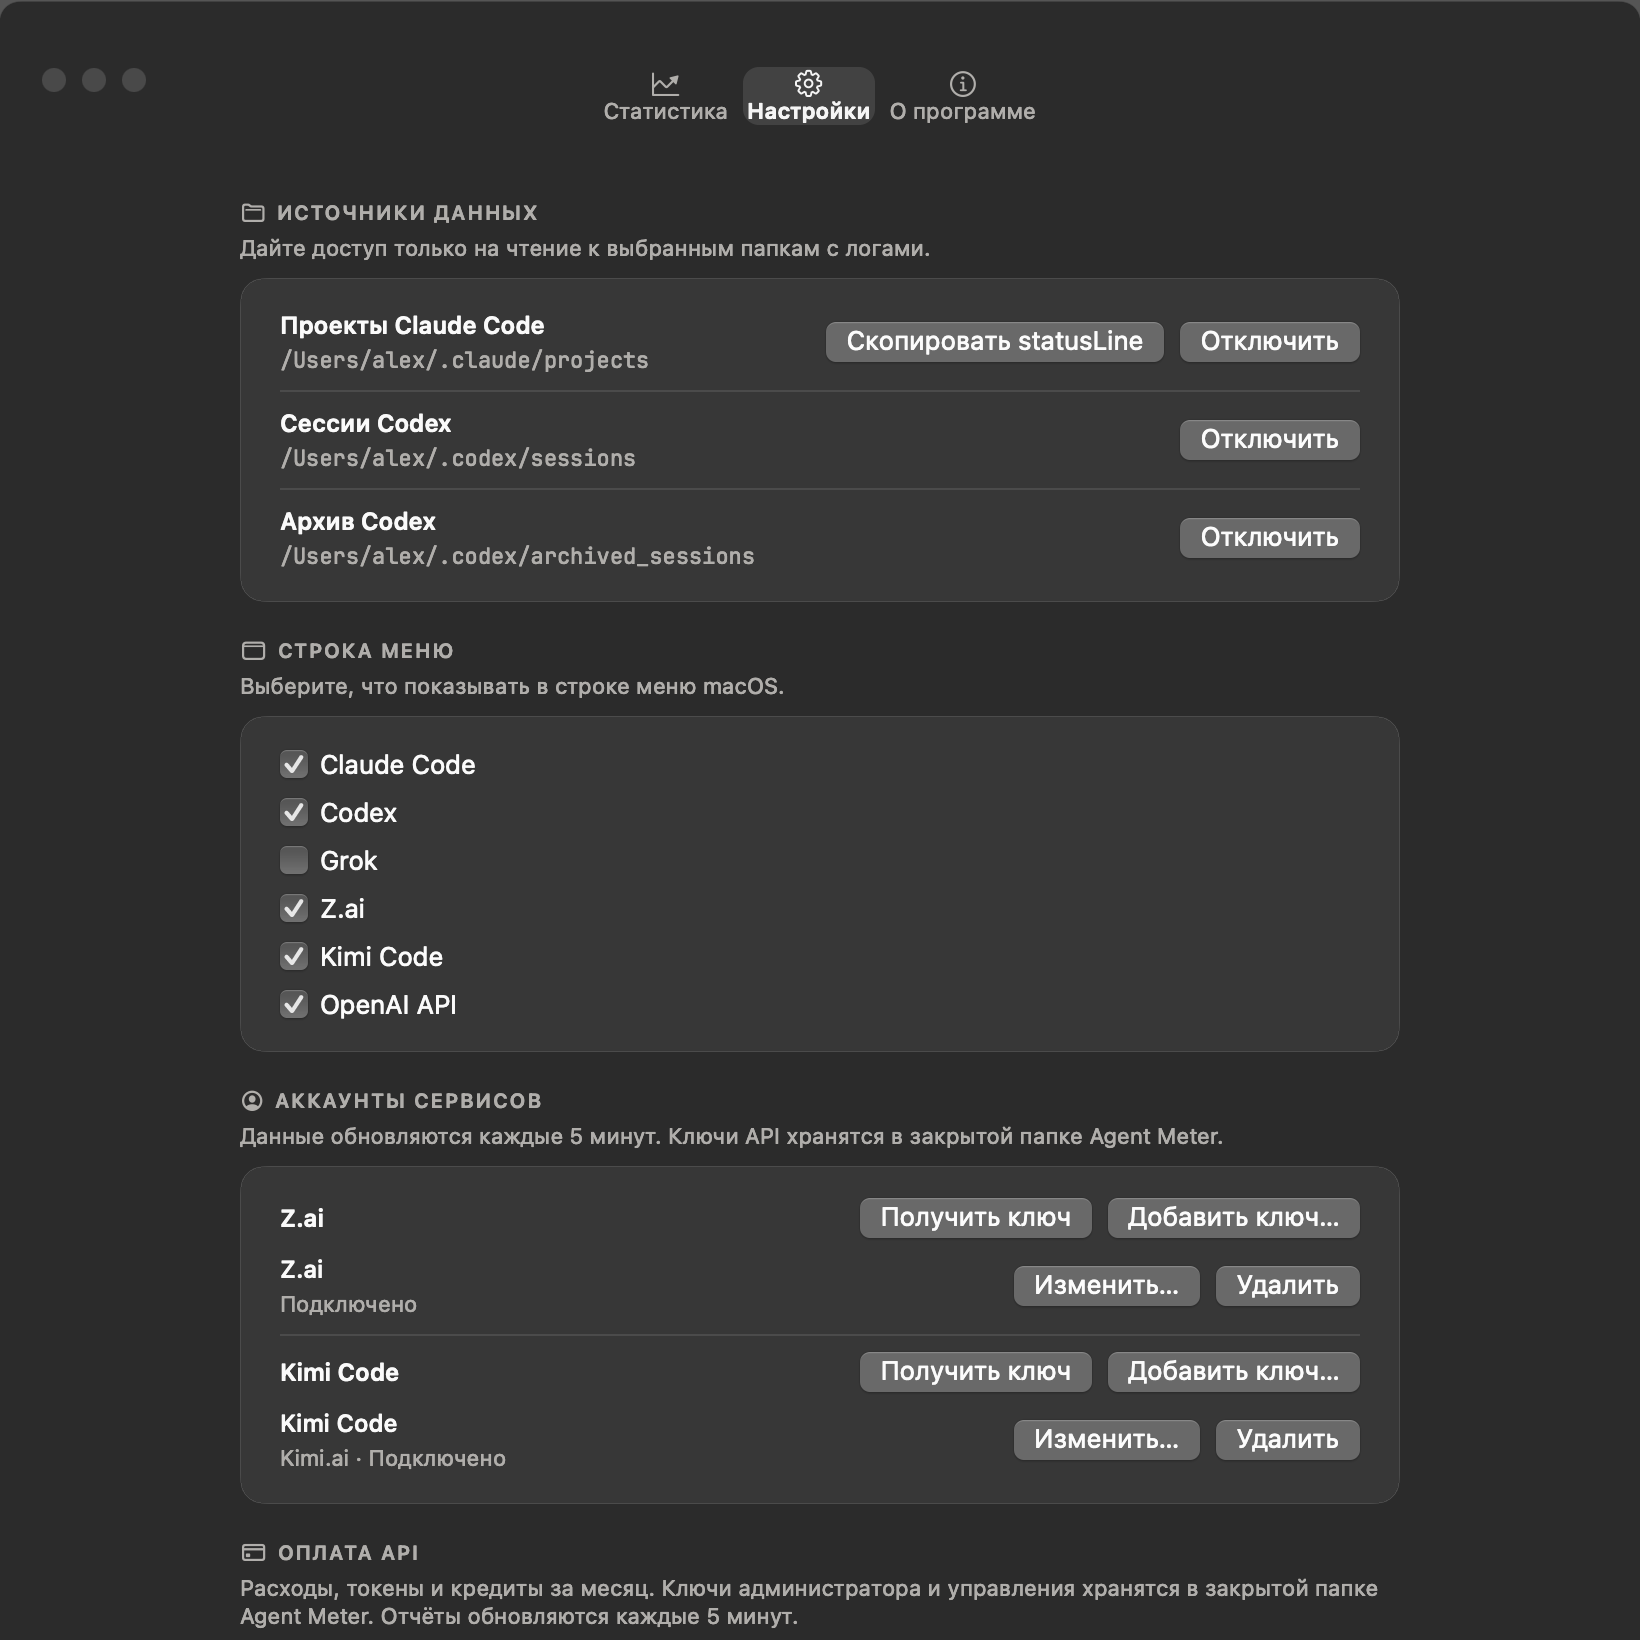 Статистика
Настройки
О программе
ИСТОЧНИКИ ДАННЫХ
Дайте доступ только на чтение к выбранным папкам с логами.
Проекты Claude Code
/Users/alex/.claude/projects
Скопировать statusLine
Отключить
Сессии Codex
/Users/alex/.codex/sessions
Отключить
Архив Codex
/Users/alex/.codex/archived_sessions
Отключить
СТРОКА МЕНЮ
Выберите, что показывать в строке меню macOS.
Claude Code
Codex
Grok
Z.ai
Kimi Code
OpenAI API
АККАУНТЫ СЕРВИСОВ
Данные обновляются каждые 5 минут. Ключи API хранятся в закрытой папке Agent Meter.
Z.ai
Получить ключ
Добавить ключ...
Z.ai
Подключено
Изменить...
Удалить
Kimi Code
Получить ключ
Добавить ключ...
Kimi Code
Kimi.ai · Подключено
Изменить...
Удалить
ОПЛАТА API
Расходы, токены и кредиты за месяц. Ключи администратора и управления хранятся в закрытой папке
Agent Meter. Отчёты обновляются каждые 5 минут.